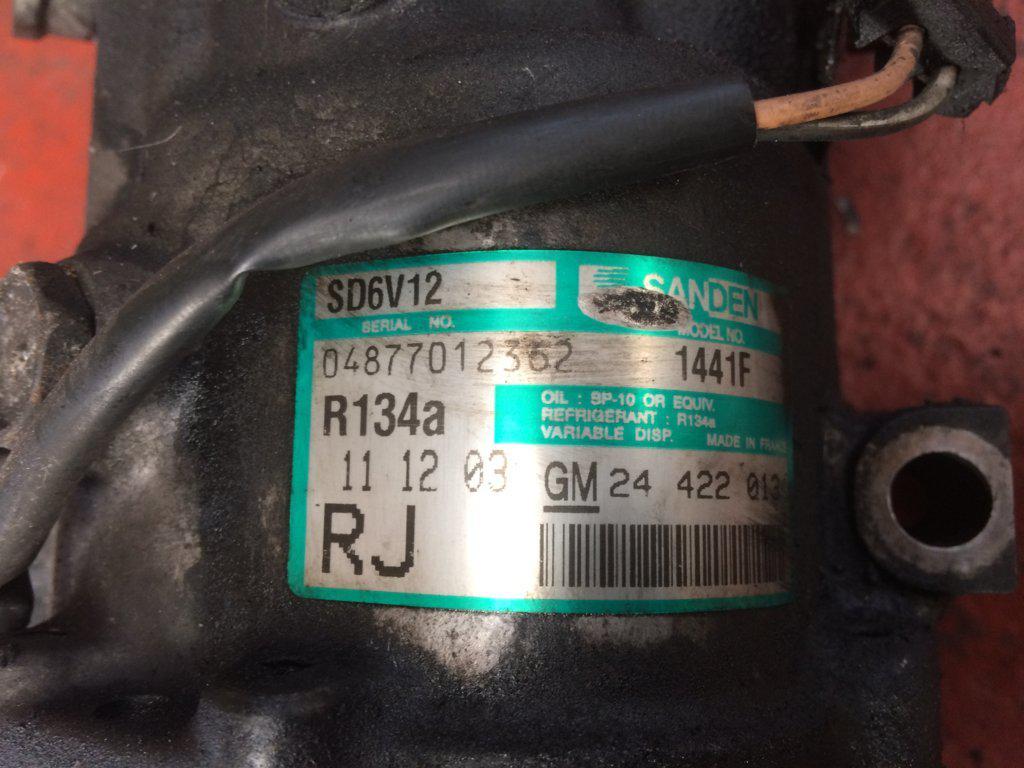 SD6V12
SANDEN
SERIAL NO.
MODEL NO.
04877012362
1441F
R134a
OIL : SP-10 OR EQUIV.
REFRIGERANT : R134a
VARIABLE DISP. MADE IN FRANCE
11 12 03
GM 24 422 013
RJ